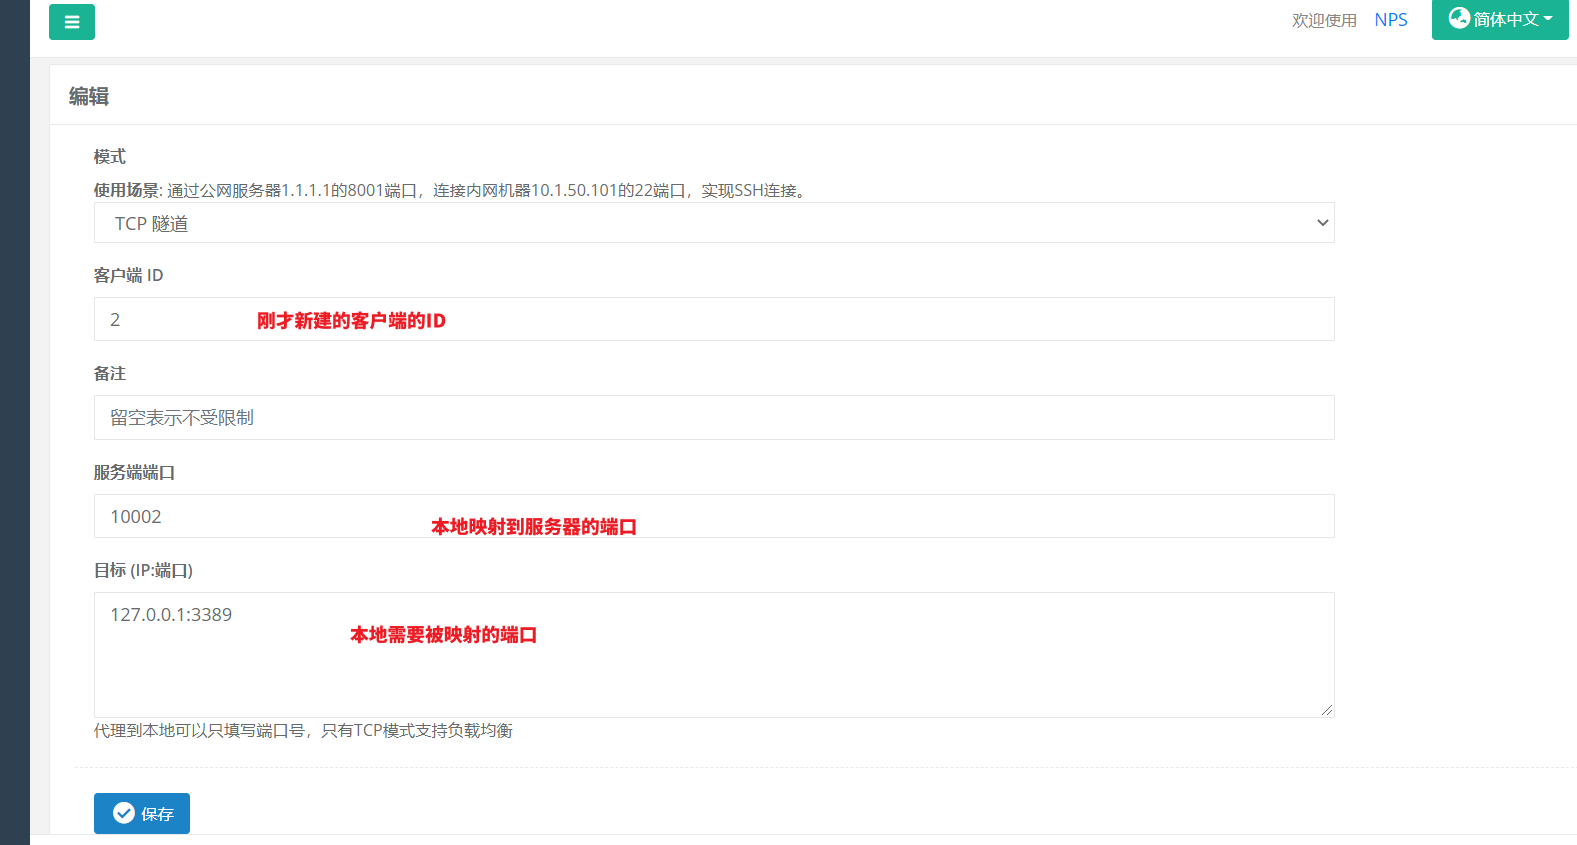 欢迎使用 NPS 简体中文
编辑
模式
使用场景: 通过公网服务器1.1.1.1的8001端口，连接内网机器10.1.50.101的22端口，实现SSH连接。
TCP 隧道
客户端 ID
2 刚才新建的客户端的ID
备注
留空表示不受限制
服务端端口
10002 本地映射到服务器的端口
目标 (IP:端口)
127.0.0.1:3389
本地需要被映射的端口
代理到本地可以只填写端口号，只有TCP模式支持负载均衡
保存